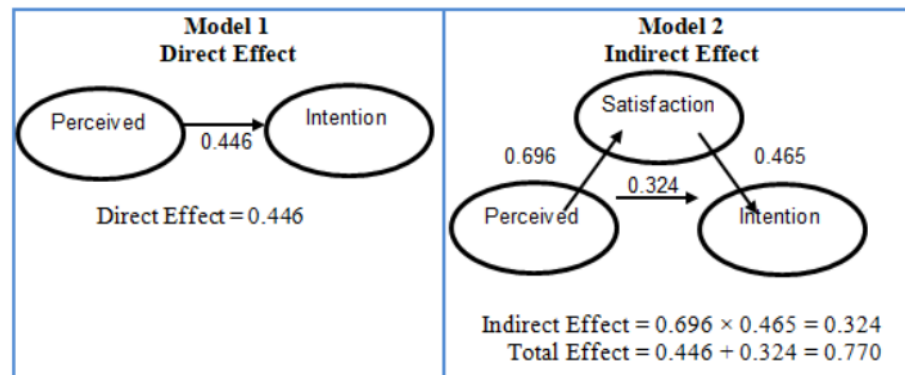 Model 1
Direct Effect
Perceived
Intention
0.446
Direct Effect = 0.446
Model 2
Indirect Effect
Satisfaction
0.696
0.465
0.324
Perceived
Intention
Indirect Effect = 0.696 × 0.465 = 0.324
Total Effect = 0.446 + 0.324 = 0.770